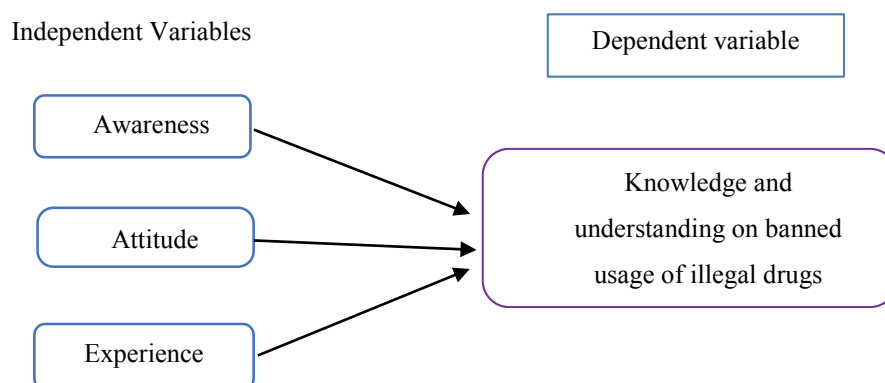 Independent Variables
Dependent variable
Awareness
Attitude
Experience
Knowledge and
understanding on banned
usage of illegal drugs